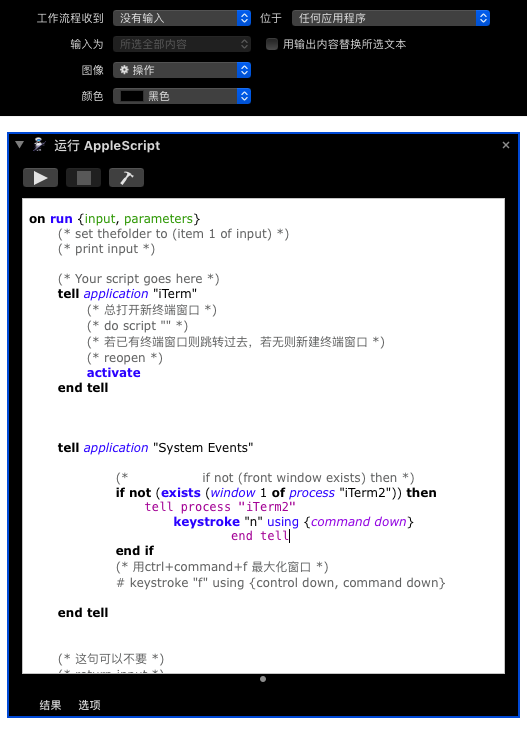 工作流程收到 没有输入 位于 任何应用程序
输入为 所选全部内容 用输出内容替换所选文本
图像 操作
颜色 黑色
运行 AppleScript
on run {input, parameters}
(* set thefolder to (item 1 of input) *)
(* print input *)
(* Your script goes here *)
tell application "iTerm"
(* 总打开新终端窗口 *)
(* do script "" *)
(* 若已有终端窗口则跳转过去，若无则新建终端窗口 *)
(* reopen *)
activate
end tell
tell application "System Events"
(* if not (front window exists) then *)
if not (exists (window 1 of process "iTerm2")) then
tell process "iTerm2"
keystroke "n" using {command down}
end tell
end if
(* 用ctrl+command+f 最大化窗口 *)
# keystroke "f" using {control down, command down}
end tell
(* 这句可以不要 *)
(* return input *)
结果 选项